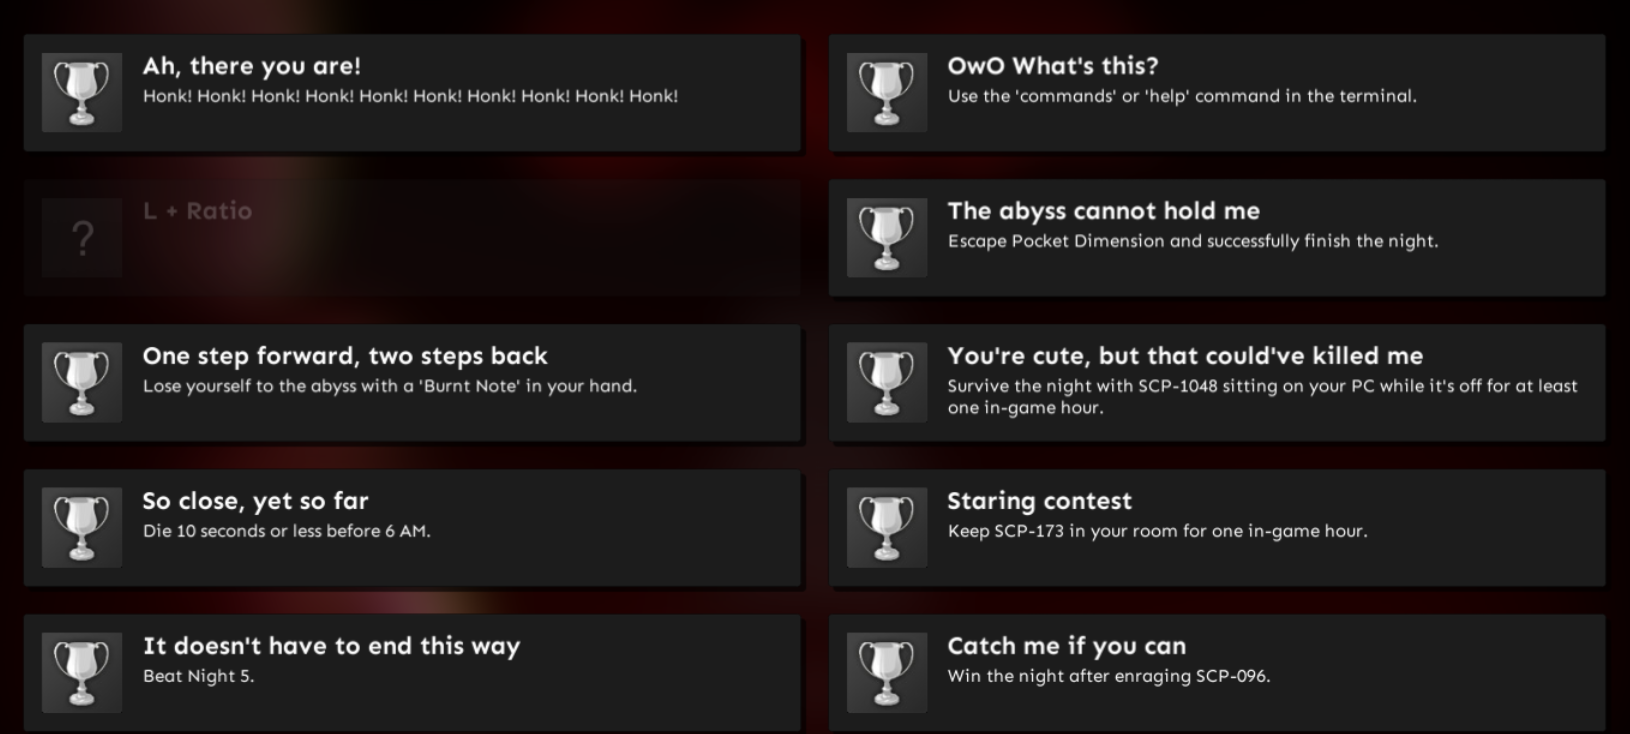 Ah, there you are!
Honk! Honk! Honk! Honk! Honk! Honk! Honk! Honk! Honk! Honk!
OwO What's this?
Use the 'commands' or 'help' command in the terminal.
?
L + Ratio
The abyss cannot hold me
Escape Pocket Dimension and successfully finish the night.
One step forward, two steps back
Lose yourself to the abyss with a 'Burnt Note' in your hand.
You're cute, but that could've killed me
Survive the night with SCP-1048 sitting on your PC while it's off for at least
one in-game hour.
So close, yet so far
Die 10 seconds or less before 6 AM.
Staring contest
Keep SCP-173 in your room for one in-game hour.
It doesn't have to end this way
Beat Night 5.
Catch me if you can
Win the night after enraging SCP-096.